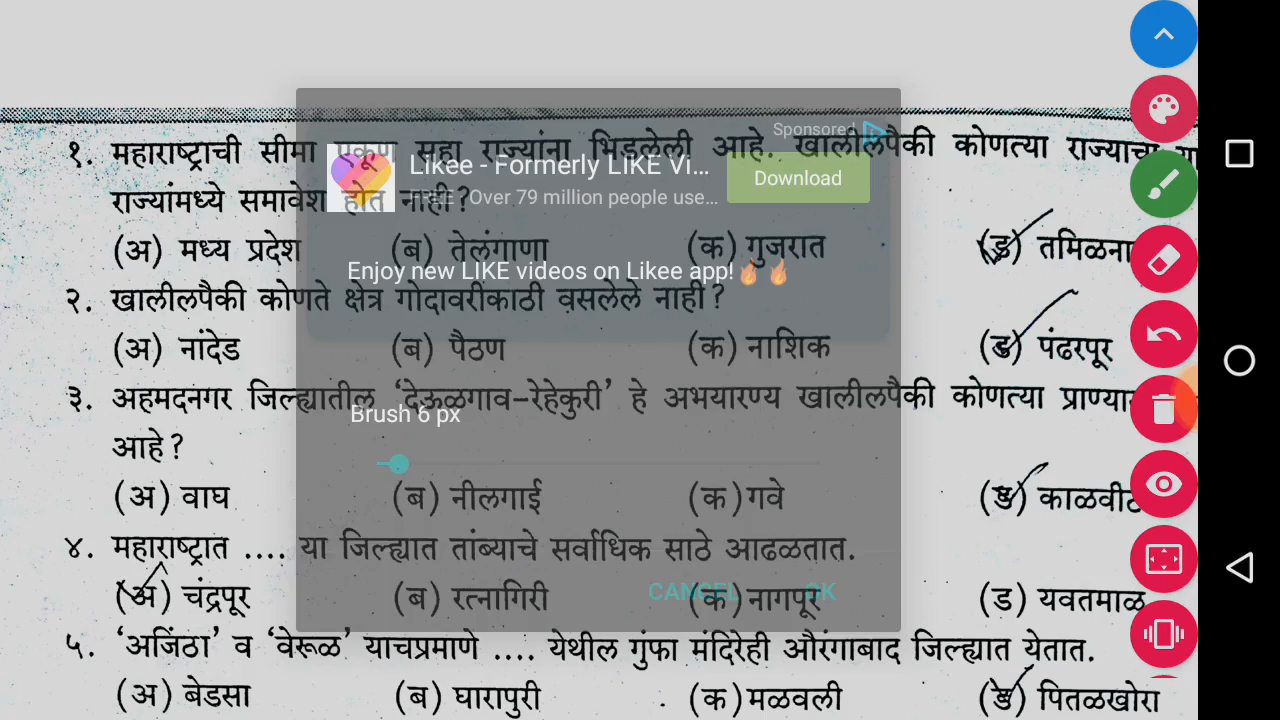 १. महाराष्ट्राची सीमा एकूण सहा राज्यांना भिडलेली आहे. खालीलपैकी कोणत्या राज्याचा या
Sponsored
Likee - Formerly LIKE Vi...
Download
FREE Over 79 million people use...
राज्यांमध्ये समावेश होत नाही?
(अ) मध्य प्रदेश (ब) तेलंगाणा (क) गुजरात (ड)
Enjoy new LIKE videos on Likee app!🔥🔥
२. खालीलपैकी कोणते क्षेत्र गोदावरीकाठी वसलेले नाही?
(अ) नांदेड (ब) पैठण (क) नाशिक (ड) पंढरपूर
३. अहमदनगर जिल्ह्यातील 'देऊळगाव-रेहेकुरी' हे अभयारण्य खालीलपैकी कोणत्या
Brush 6 px
आहे?
(अ) वाघ (ब) नीलगाई (क) गवे (ड) काळवीट
४. महाराष्ट्रात .... या जिल्ह्यात तांब्याचे सर्वाधिक साठे आढळतात.
CANCEL OK
(अ) चंद्रपूर (ब) रत्नागिरी (क) नागपूर (ड) यवतमाळ
५. 'अजिंठा' व 'वेरूळ' याचप्रमाणे .... येथील गुंफा मंदिरेही औरंगाबाद जिल्ह्यात येतात.
(अ) बेडसा (ब) घारापुरी (क) मळवली (ड) पितळखोरा